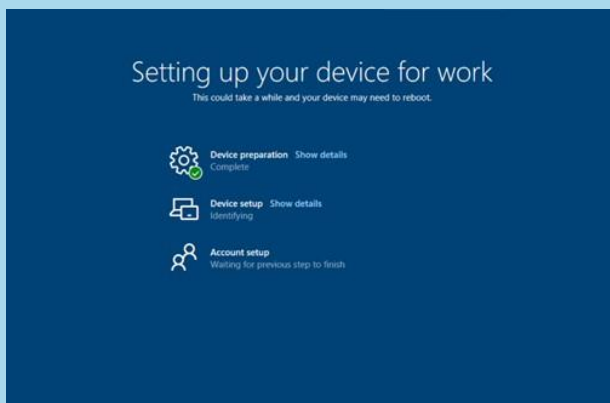 Setting up your device for work
This could take a while and your device may need to reboot.
Device preparation Show details
Complete
Device setup Show details
Identifying
Account setup
Waiting for previous step to finish